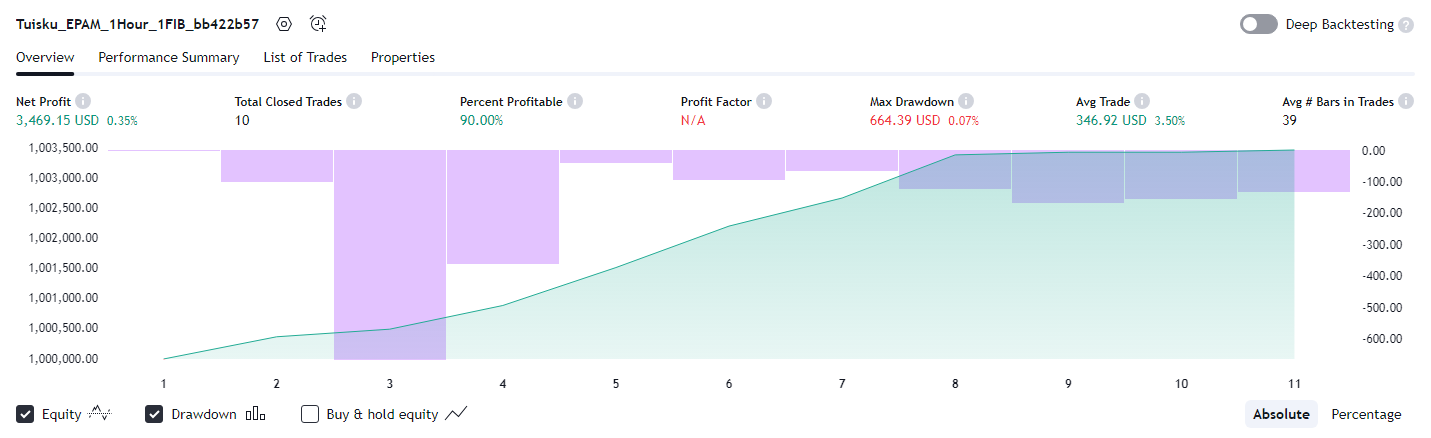 Tuisku_EPAM_1Hour_1FIB_bb422b57 Deep Backtesting ?
Overview Performance Summary List of Trades Properties
Net Profit Total Closed Trades Percent Profitable Profit Factor Max Drawdown Avg Trade Avg # Bars in Trades
3,469.15 USD 0.35% 10 90.00% N/A 664.39 USD 0.07% 346.92 USD 3.50% 39
1,003,500.00 0.00
1,003,000.00 -100.00
1,002,500.00 -200.00
1,002,000.00 -300.00
1,001,500.00 -400.00
1,001,000.00 -500.00
1,000,500.00 -600.00
1,000,000.00
1 2 3 4 5 6 7 8 9 10 11
Equity Drawdown Buy & hold equity Absolute Percentage